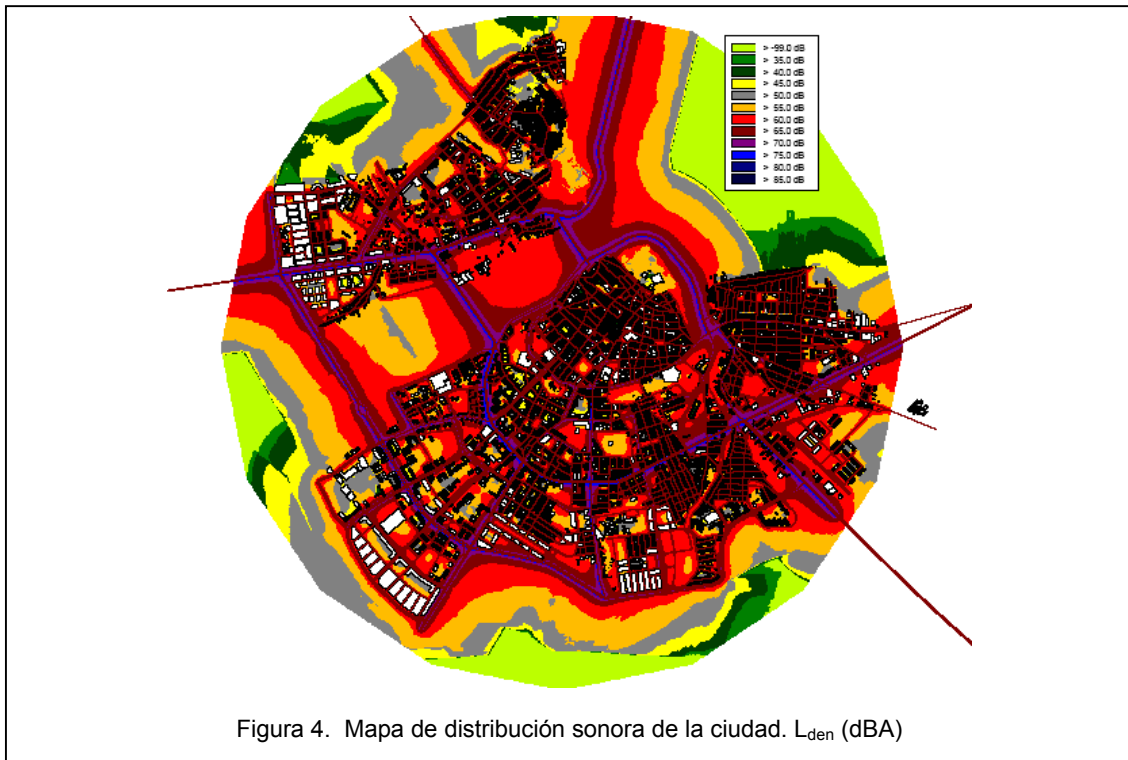 > -99.0 dB
> 35.0 dB
> 40.0 dB
> 45.0 dB
> 50.0 dB
> 55.0 dB
> 60.0 dB
> 65.0 dB
> 70.0 dB
> 75.0 dB
> 80.0 dB
> 85.0 dB
Figura 4. Mapa de distribución sonora de la ciudad. Lden (dBA)